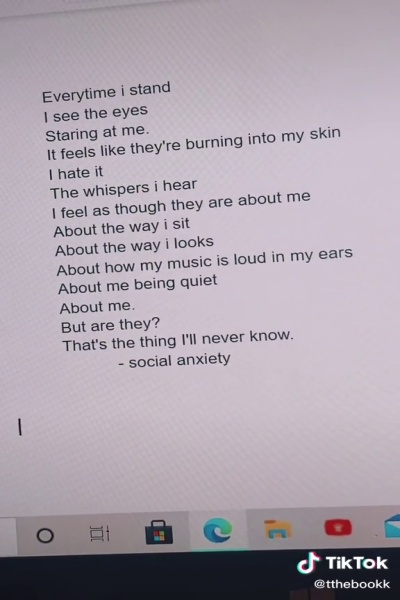 Everytime i stand
I see the eyes
Staring at me.
It feels like they're burning into my skin
I hate it
The whispers i hear
I feel as though they are about me
About the way i sit
About the way i looks
About how my music is loud in my ears
About me being quiet
About me.
But are they?
That's the thing I'll never know.
- social anxiety
TikTok
@tthebookk